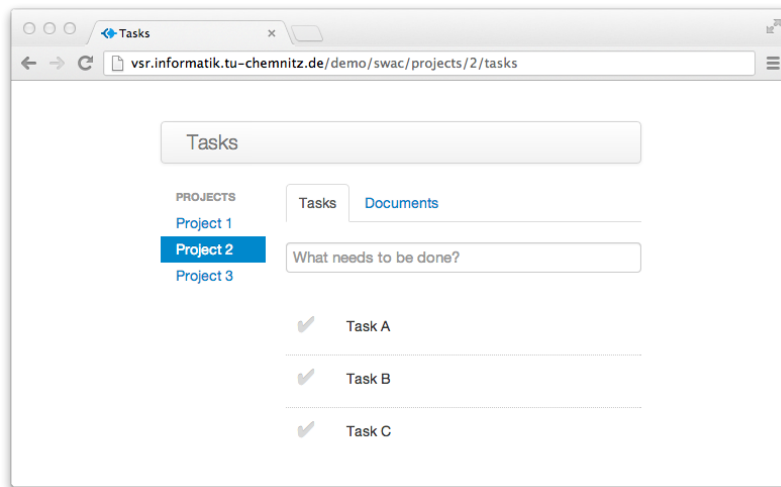 Tasks
vsr.informatik.tu-chemnitz.de/demo/swac/projects/2/tasks
Tasks
PROJECTS
Project 1
Project 2
Project 3
Tasks Documents
What needs to be done?
Task A
Task B
Task C